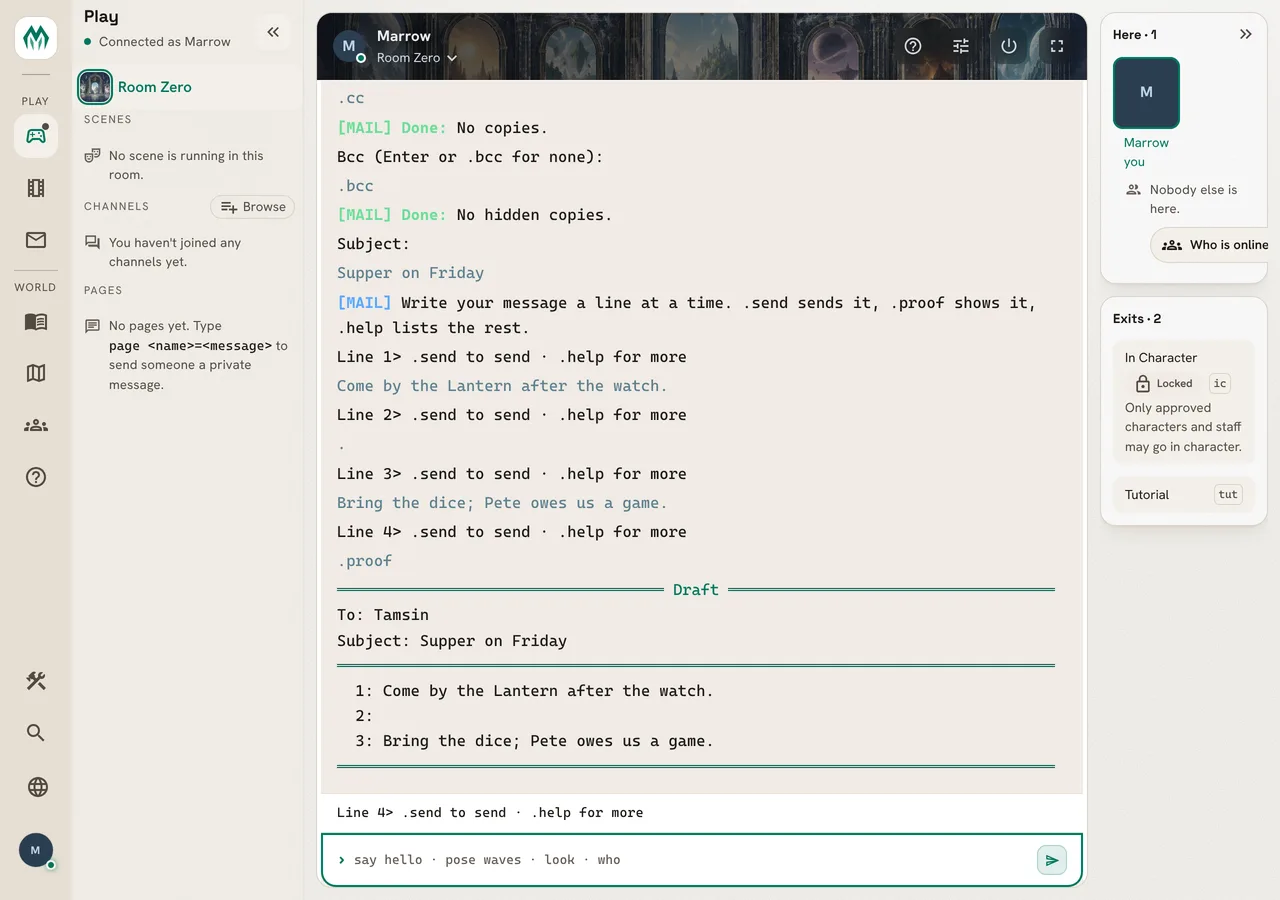 Play
Connected as Marrow
PLAY
Room Zero
SCENES
No scene is running in this
room.
CHANNELS
Browse
You haven't joined any
channels yet.
WORLD
PAGES
No pages yet. Type
page <name>=<message> to
send someone a private
message.
M
M
Marrow
Room Zero
.cc
[MAIL] Done: No copies.
Bcc (Enter or .bcc for none):
.bcc
[MAIL] Done: No hidden copies.
Subject:
Supper on Friday
[MAIL] Write your message a line at a time. .send sends it, .proof shows it,
.help lists the rest.
Line 1> .send to send · .help for more
Come by the Lantern after the watch.
Line 2> .send to send · .help for more
.
Line 3> .send to send · .help for more
Bring the dice; Pete owes us a game.
Line 4> .send to send · .help for more
.proof
Draft
To: Tamsin
Subject: Supper on Friday
1: Come by the Lantern after the watch.
2:
3: Bring the dice; Pete owes us a game.
Line 4> .send to send · .help for more
› say hello · pose waves · look · who
Here · 1
M
Marrow
you
Nobody else is
here.
Who is online
Exits · 2
In Character
Locked ic
Only approved
characters and staff
may go in character.
Tutorial tut